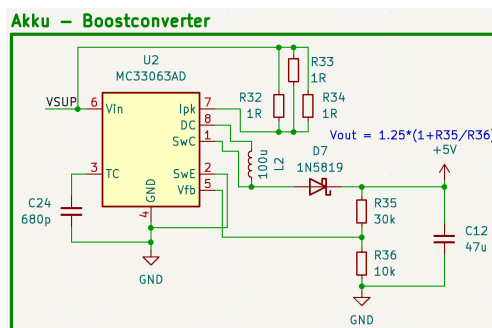 Akku – Boostconverter
U2
MC33063AD
VSUP
6 Vin
Ipk 7
DC 8
SwC 1
3 TC
SwE 2
Vfb 5
GND
4
R33
1R
R32
1R
R34
1R
100u
L2
Vout = 1.25*(1+R35/R36)
+5V
D7
1N5819
C24
680p
R35
30k
R36
10k
C12
47u
GND
GND